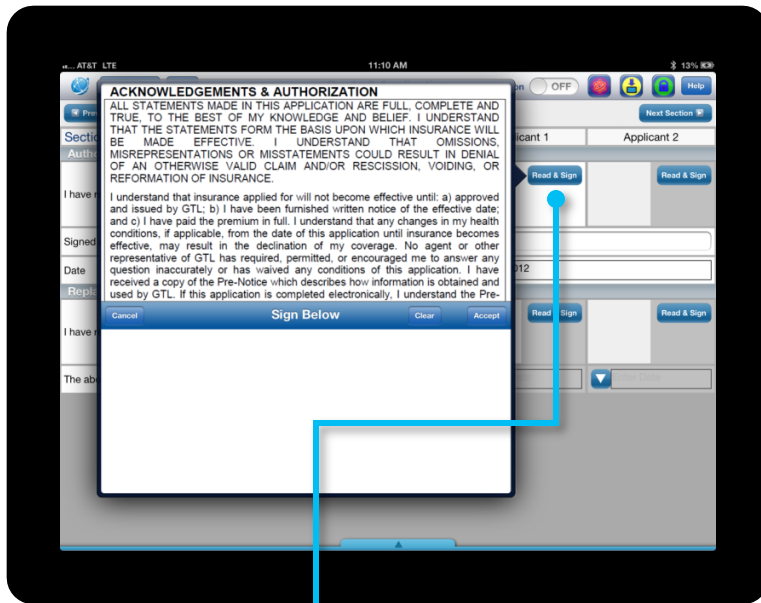 AT&T LTE 11:10 AM 13%
on OFF Help
Pre Next Section
Sectio licant 1 Applicant 2
Autho
I have r Read & Sign Read & Sign
Signed
Date 012
Repl
I have r Read & Sign Read & Sign
The abo
ACKNOWLEDGEMENTS & AUTHORIZATION
ALL STATEMENTS MADE IN THIS APPLICATION ARE FULL, COMPLETE AND
TRUE, TO THE BEST OF MY KNOWLEDGE AND BELIEF. I UNDERSTAND
THAT THE STATEMENTS FORM THE BASIS UPON WHICH INSURANCE WILL
BE MADE EFFECTIVE. I UNDERSTAND THAT OMISSIONS,
MISREPRESENTATIONS OR MISSTATEMENTS COULD RESULT IN DENIAL
OF AN OTHERWISE VALID CLAIM AND/OR RESCISSION, VOIDING, OR
REFORMATION OF INSURANCE.
I understand that insurance applied for will not become effective until: a) approved
and issued by GTL; b) I have been furnished written notice of the effective date;
and c) I have paid the premium in full. I understand that any changes in my health
conditions, if applicable, from the date of this application until insurance becomes
effective, may result in the declination of my coverage. No agent or other
representative of GTL has required, permitted, or encouraged me to answer any
question inaccurately or has waived any conditions of this application. I have
received a copy of the Pre-Notice which describes how information is obtained and
used by GTL. If this application is completed electronically, I understand the Pre-
Cancel Sign Below Clear Accept